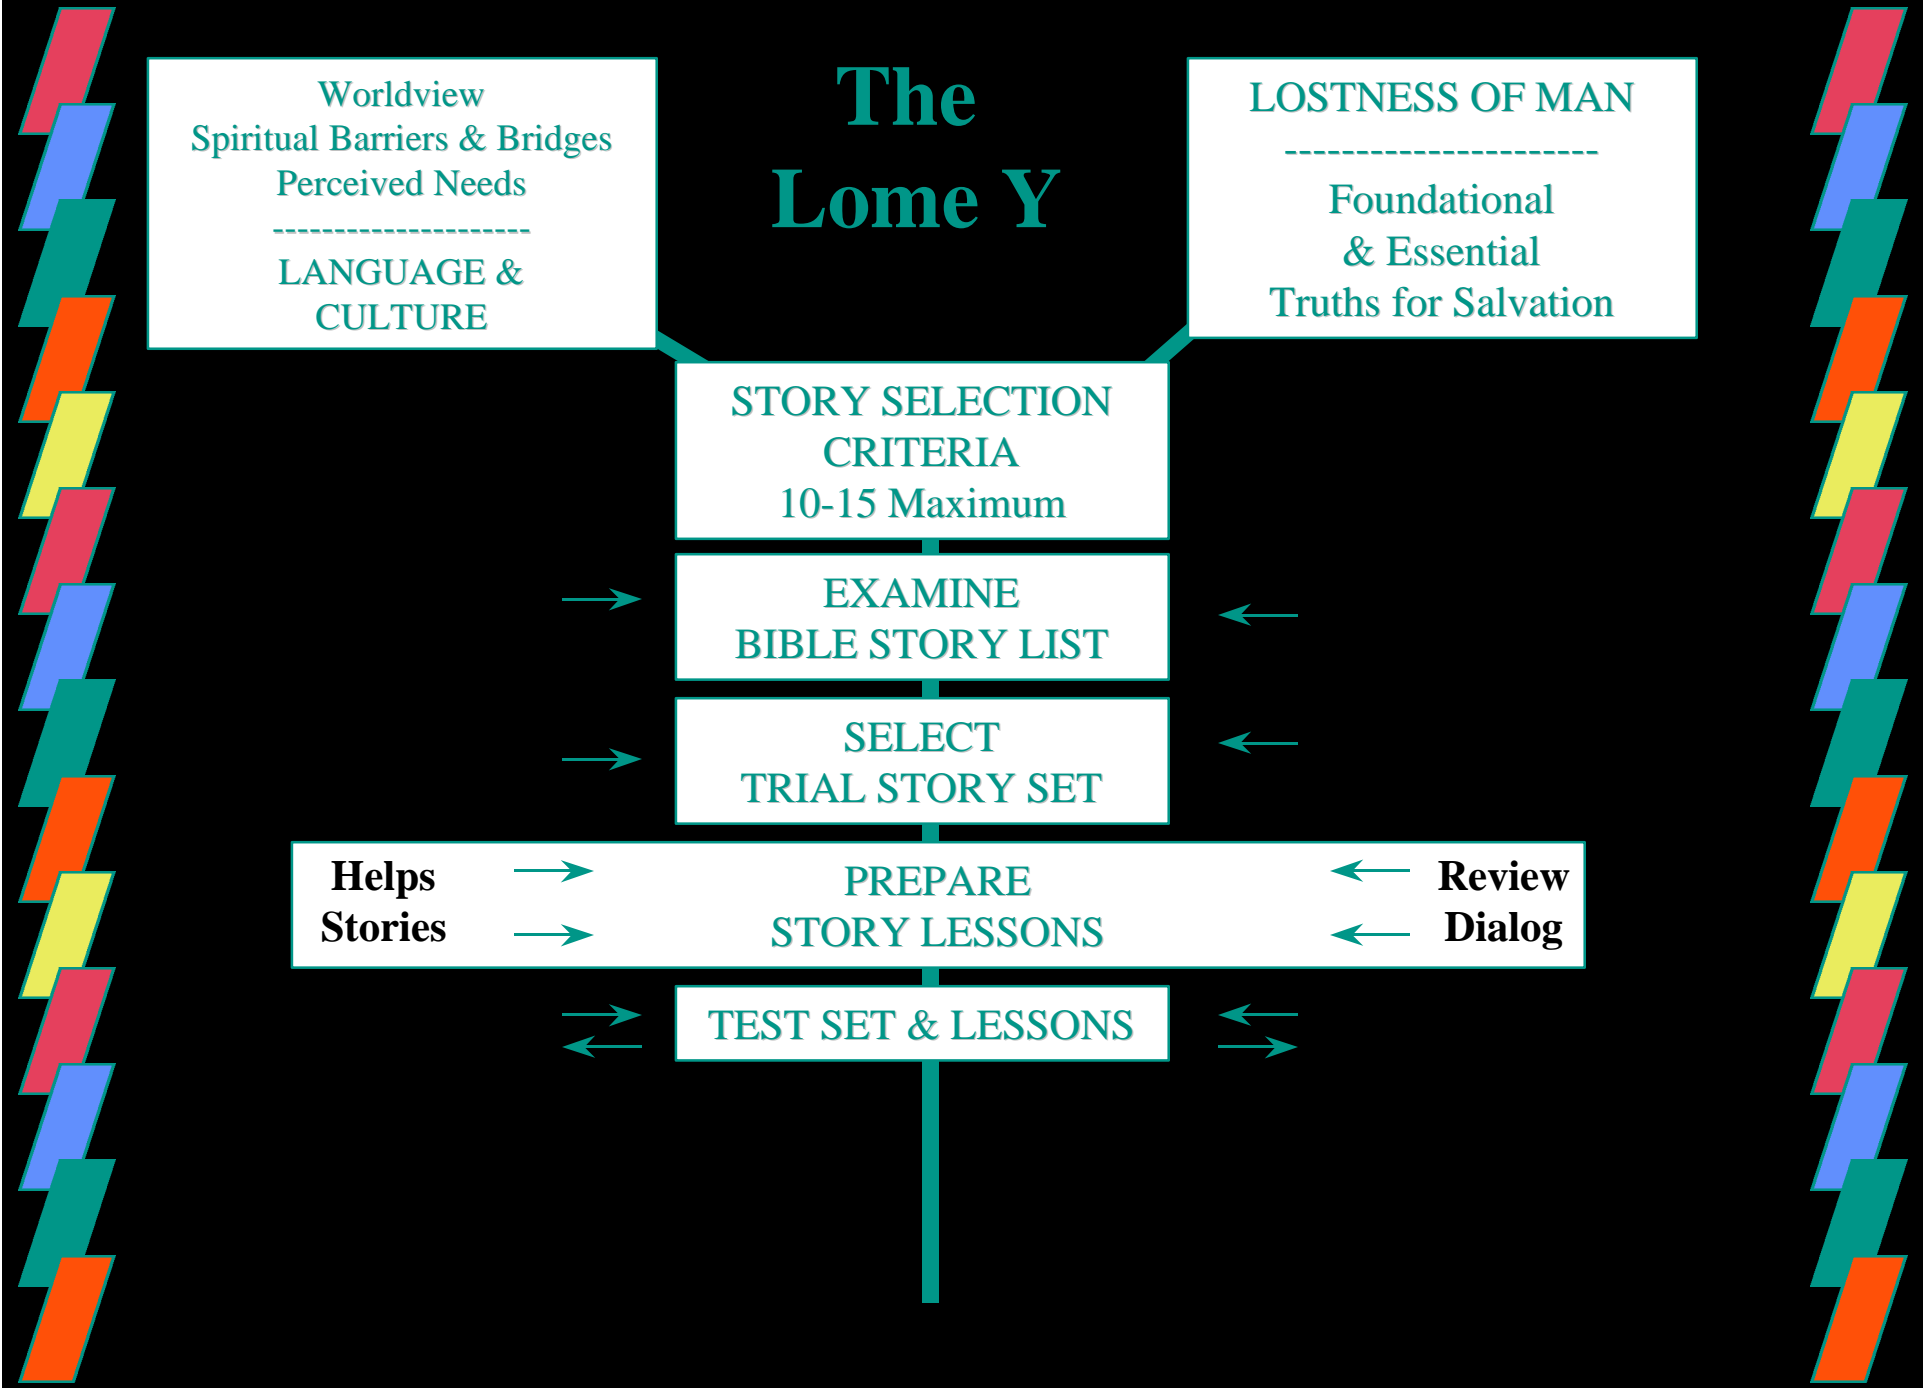 The
Lome Y
Worldview
Spiritual Barriers & Bridges
Perceived Needs
---------------------
LANGUAGE &
CULTURE
LOSTNESS OF MAN
----------------------
Foundational
& Essential
Truths for Salvation
STORY SELECTION
CRITERIA
10-15 Maximum
EXAMINE
BIBLE STORY LIST
SELECT
TRIAL STORY SET
Helps
Stories
PREPARE
STORY LESSONS
Review
Dialog
TEST SET & LESSONS